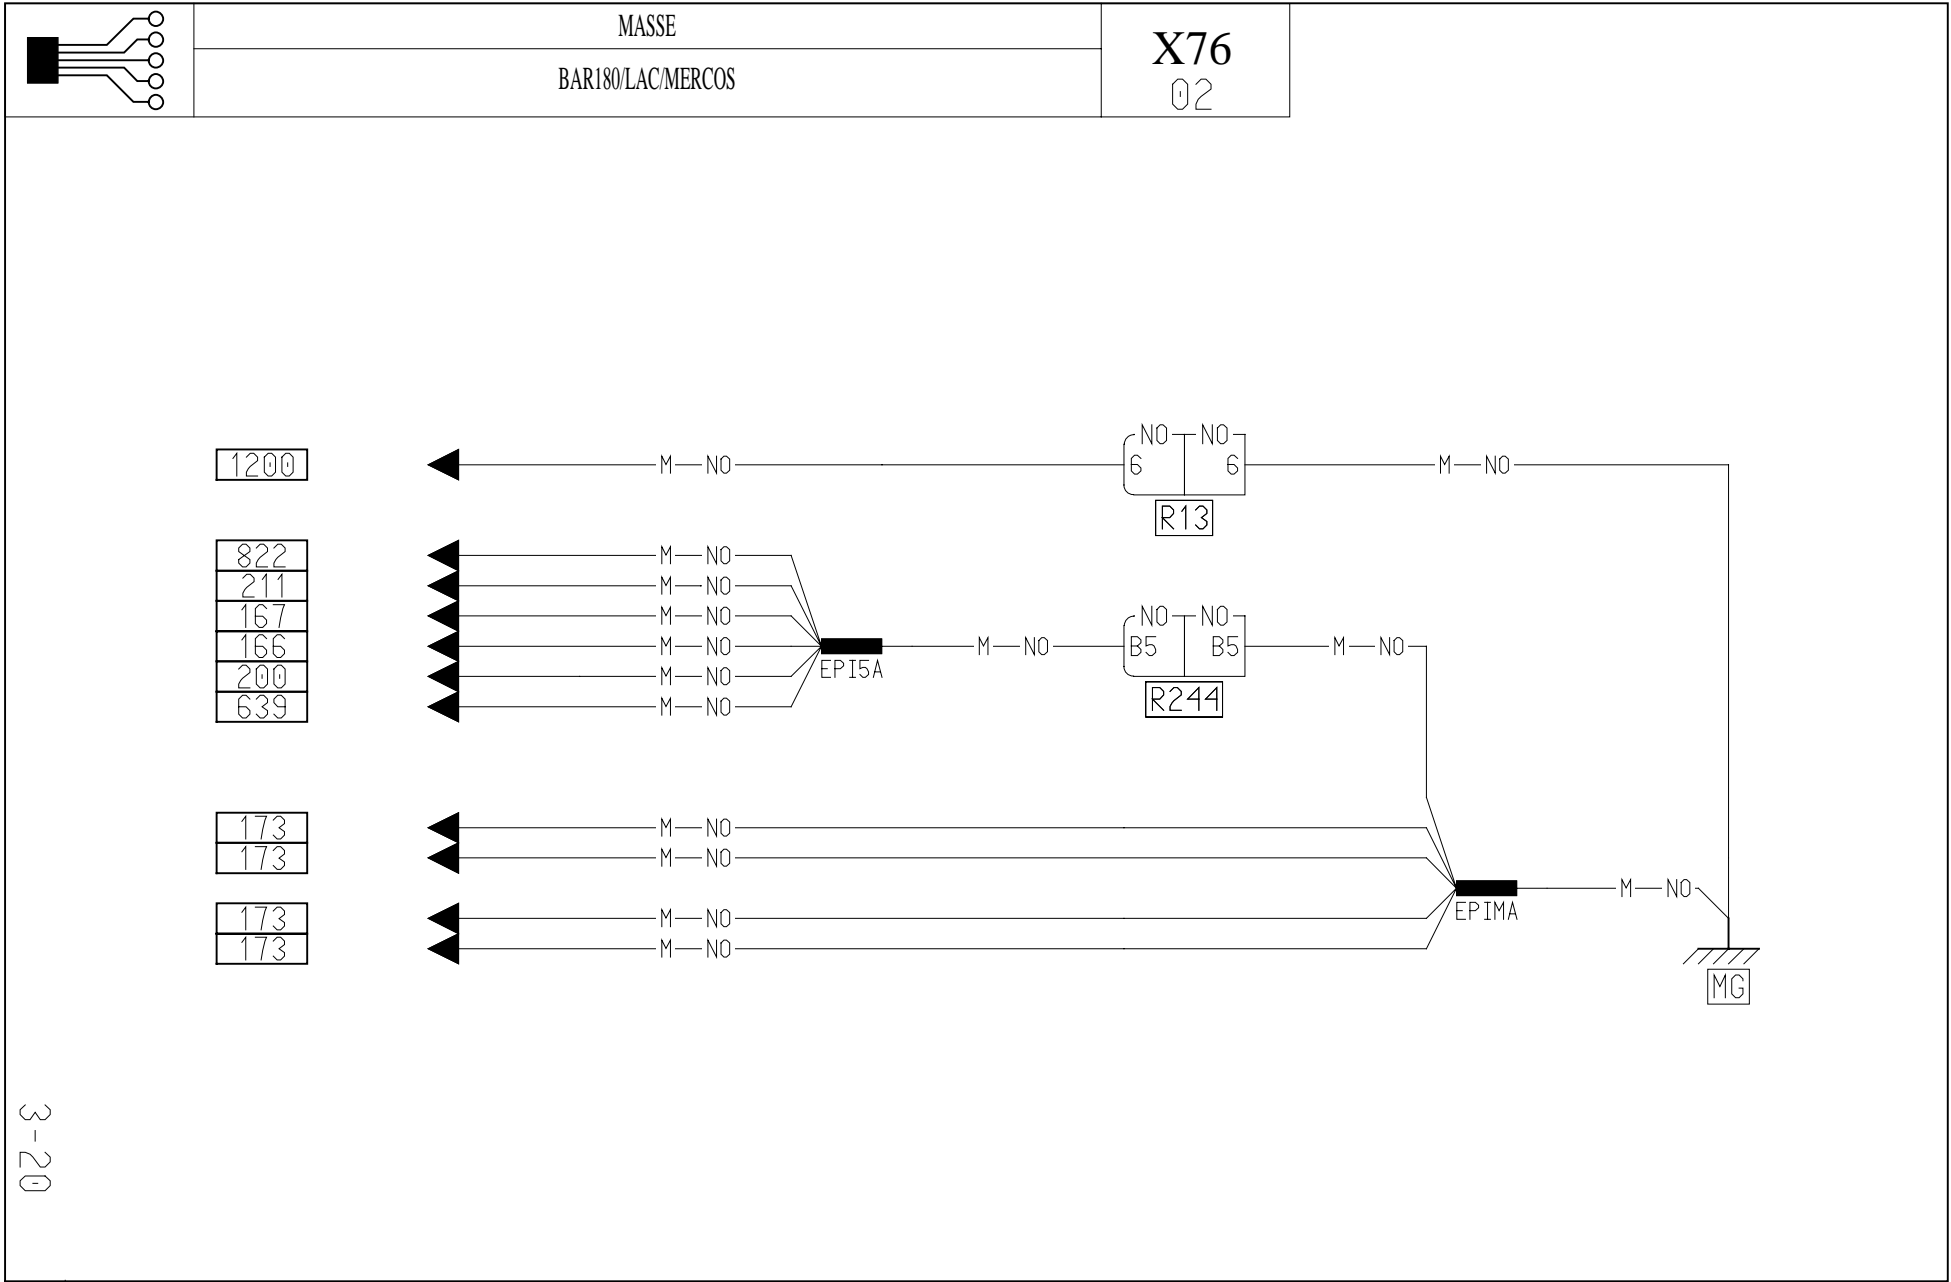 MASSE
BAR180/LAC/MERCOS
X76
02
NO NO
1200 M NO 6 6 M NO
R13
822 M NO
211 M NO
167 M NO
NO NO
166 M NO M NO B5 B5 M NO
EPI5A
200 M NO
R244
639 M NO
173 M NO
173 M NO
M NO
EPIMA
173 M NO
173 M NO
MG
3-20